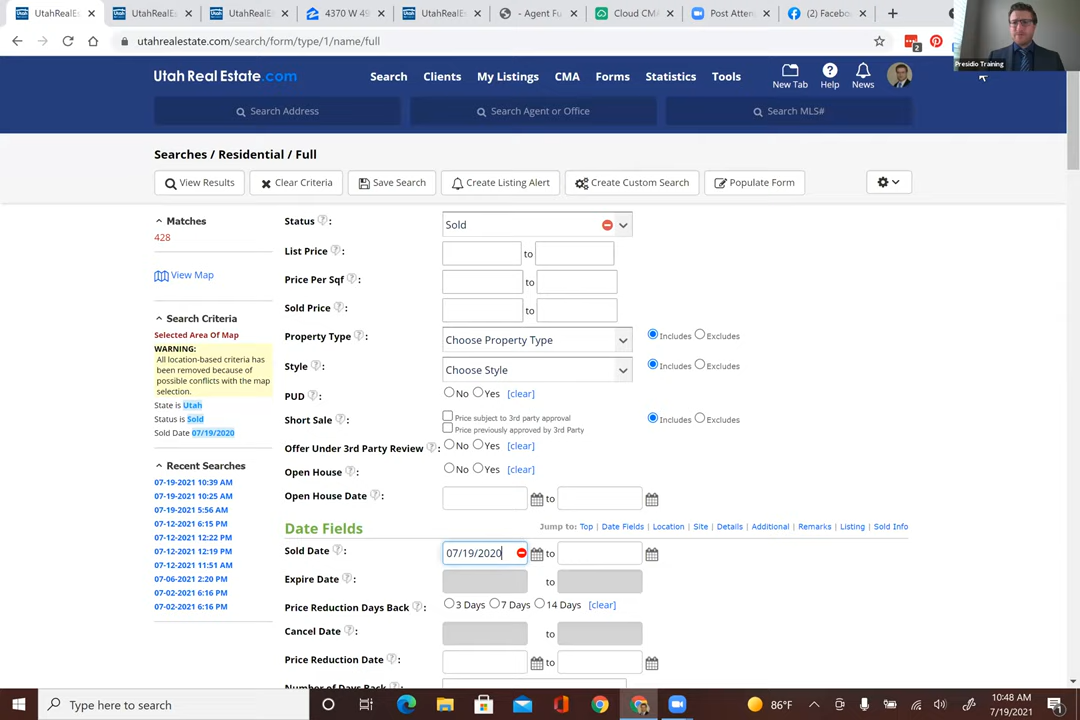 UtahRealEs
UtahRealEs
UtahRealEs
4370 W 49
UtahRealEs
- Agent Fu
Cloud CMA
Post Atten
(2) Faceboo
utahrealestate.com/search/form/type/1/name/full
2
Presidio Training
Utah Real Estate.com
Search
Clients
My Listings
CMA
Forms
Statistics
Tools
New Tab
Help
News
Search Address
Search Agent or Office
Search MLS#
Searches / Residential / Full
View Results
Clear Criteria
Save Search
Create Listing Alert
Create Custom Search
Populate Form
Matches
428
View Map
Search Criteria
Selected Area Of Map
WARNING:
All location-based criteria has
been removed because of
possible conflicts with the map
selection.
State is Utah
Status is Sold
Sold Date 07/19/2020
Recent Searches
07-19-2021 10:39 AM
07-19-2021 10:25 AM
07-19-2021 5:56 AM
07-12-2021 6:15 PM
07-12-2021 12:22 PM
07-12-2021 12:19 PM
07-12-2021 11:51 AM
07-06-2021 2:20 PM
07-02-2021 6:16 PM
07-02-2021 6:16 PM
Status ? : Sold
List Price ? : to
Price Per Sqf ? : to
Sold Price ? : to
Property Type ? : Choose Property Type Includes Excludes
Style ? : Choose Style Includes Excludes
PUD ? : No Yes [clear]
Short Sale ? : Price subject to 3rd party approval Includes Excludes
Price previously approved by 3rd Party
Offer Under 3rd Party Review ? : No Yes [clear]
Open House ? : No Yes [clear]
Open House Date ? : to
Date Fields
Jump to: Top | Date Fields | Location | Site | Details | Additional | Remarks | Listing | Sold Info
Sold Date ? : 07/19/2020 to
Expire Date ? : to
Price Reduction Days Back ? : 3 Days 7 Days 14 Days [clear]
Cancel Date ? : to
Price Reduction Date ? : to
Number of Days Back
Type here to search
86°F
10:48 AM
7/19/2021
1